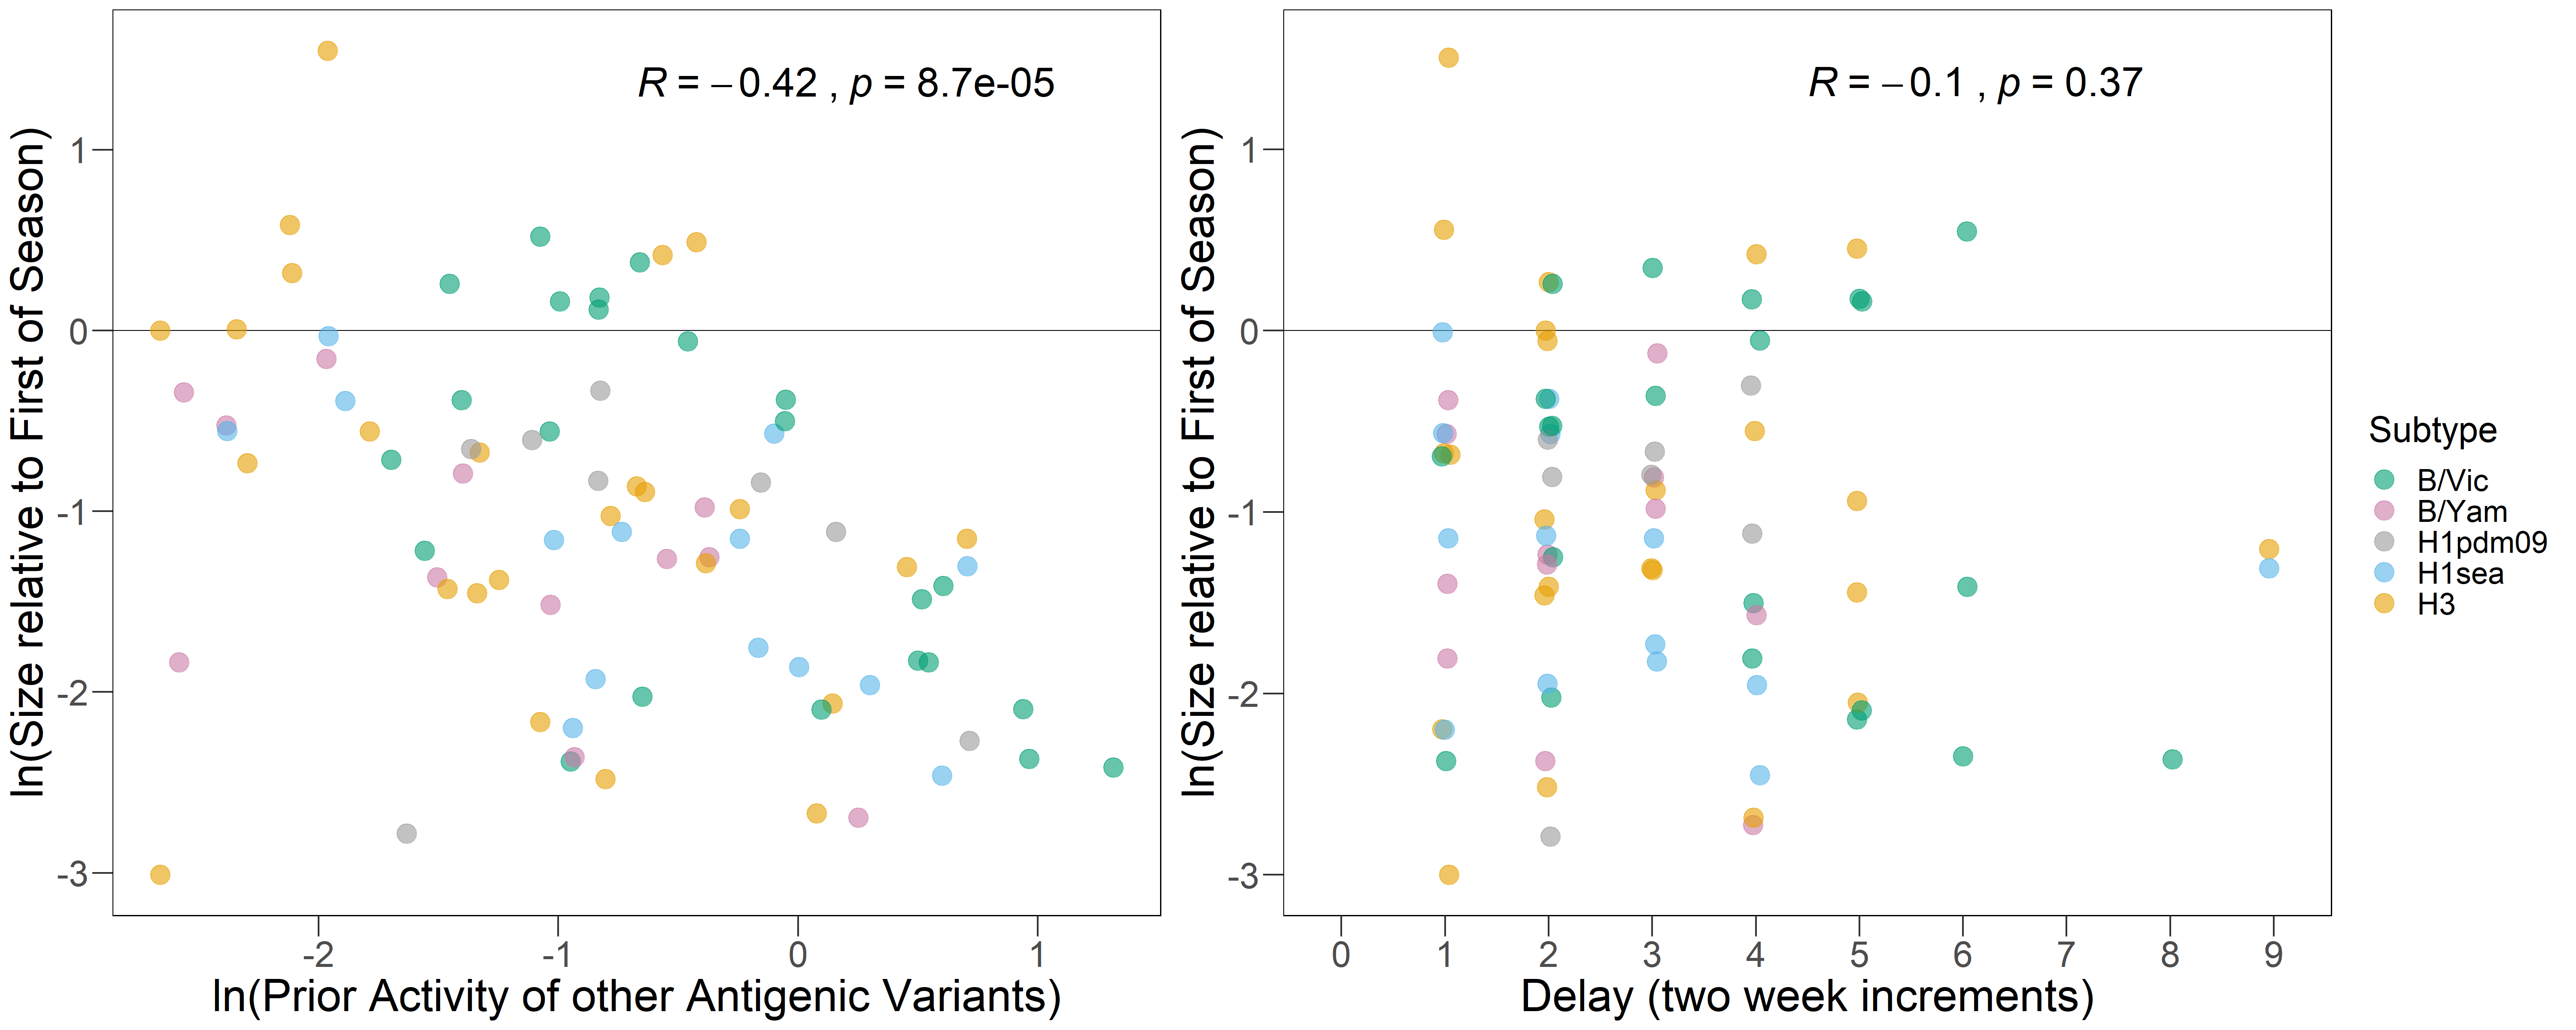 R = −0.42 , p = 8.7e-05
ln(Size relative to First of Season)
1
0
-1
-2
-3
-2
-1
0
1
ln(Prior Activity of other Antigenic Variants)
R = −0.1 , p = 0.37
ln(Size relative to First of Season)
1
0
-1
-2
-3
0
1
2
3
4
5
6
7
8
9
Delay (two week increments)
Subtype
B/Vic
B/Yam
H1pdm09
H1sea
H3